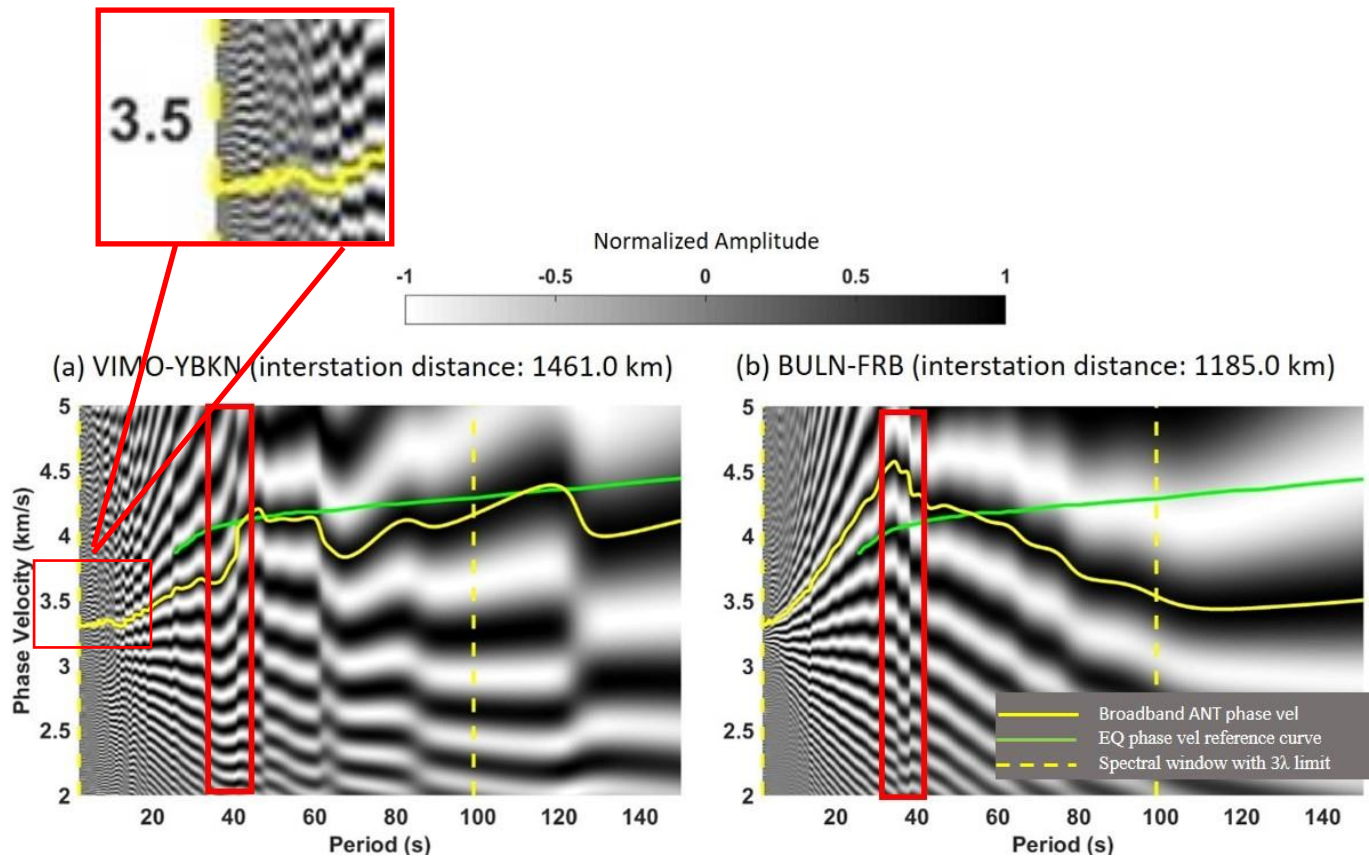 3.5
Normalized Amplitude
-1 -0.5 0 0.5 1
(a) VIMO-YBKN (interstation distance: 1461.0 km)
(b) BULN-FRB (interstation distance: 1185.0 km)
Phase Velocity (km/s)
5
4.5
4
3.5
3
2.5
2
20 40 60 80 100 120 140
Period (s)
5
4.5
4
3.5
3
2.5
2
20 40 60 80 100 120 140
Period (s)
Broadband ANT phase vel
EQ phase vel reference curve
Spectral window with 3λ limit